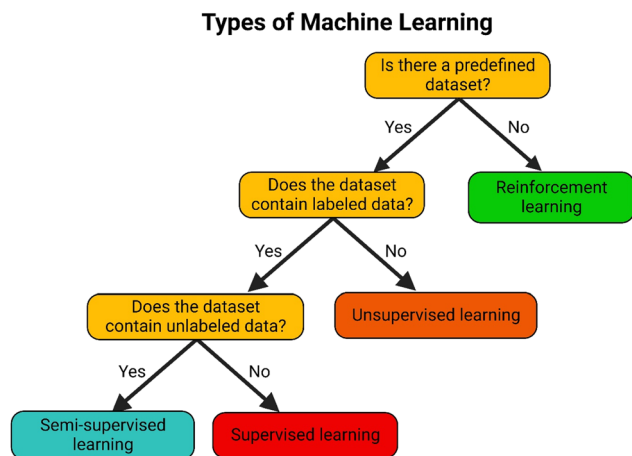 Types of Machine Learning
Is there a predefined
dataset?
Yes
No
Does the dataset
contain labeled data?
Reinforcement
learning
Yes
No
Does the dataset
contain unlabeled data?
Unsupervised learning
Yes
No
Semi-supervised
learning
Supervised learning